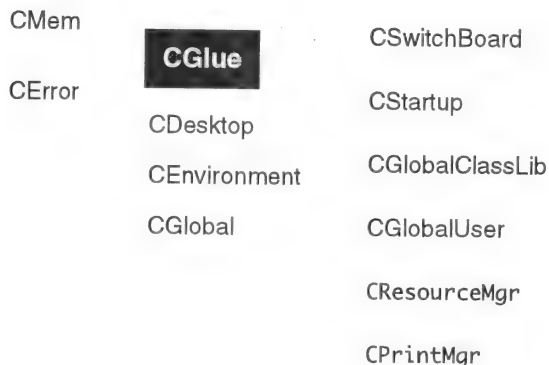 CMem
CError
CGlue
CDesktop
CEnvironment
CGlobal
CSwitchBoard
CStartup
CGlobalClassLib
CGlobalUser
CResourceMgr
CPrintMgr